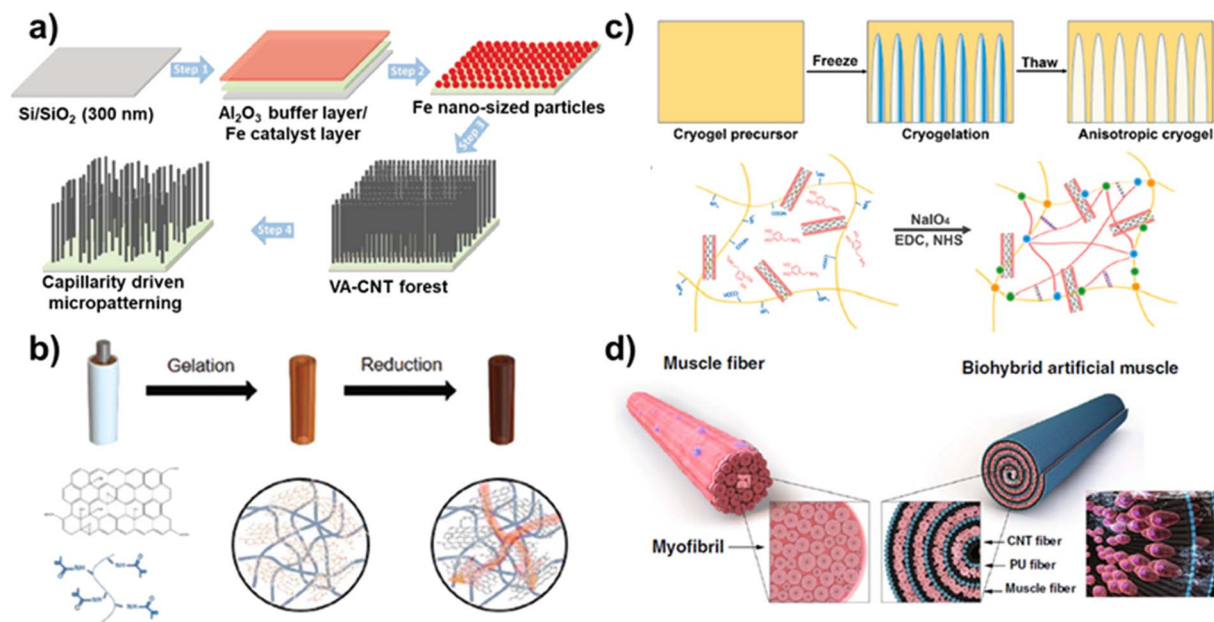 a)
Step 1
Step 2
Si/SiO₂ (300 nm)
Al₂O₃ buffer layer/
Fe catalyst layer
Fe nano-sized particles
Step 3
Step 4
Capillarity driven
micropatterning
VA-CNT forest
b)
Gelation
Reduction
c)
Freeze
Thaw
Cryogel precursor
Cryogelation
Anisotropic cryogel
NaIO₄
EDC, NHS
d)
Muscle fiber
Biohybrid artificial muscle
Myofibril
CNT fiber
PU fiber
Muscle fiber